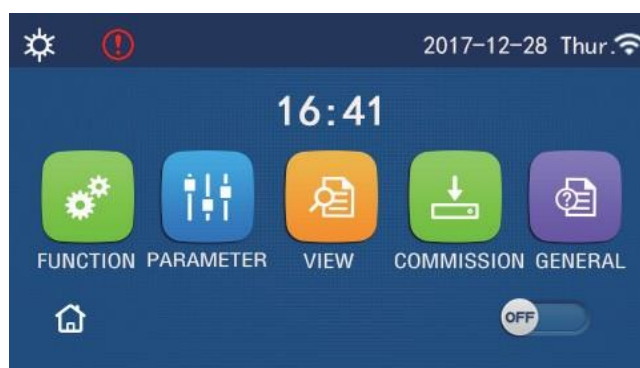 2017-12-28 Thur.
16:41
FUNCTION PARAMETER VIEW COMMISSION GENERAL
OFF